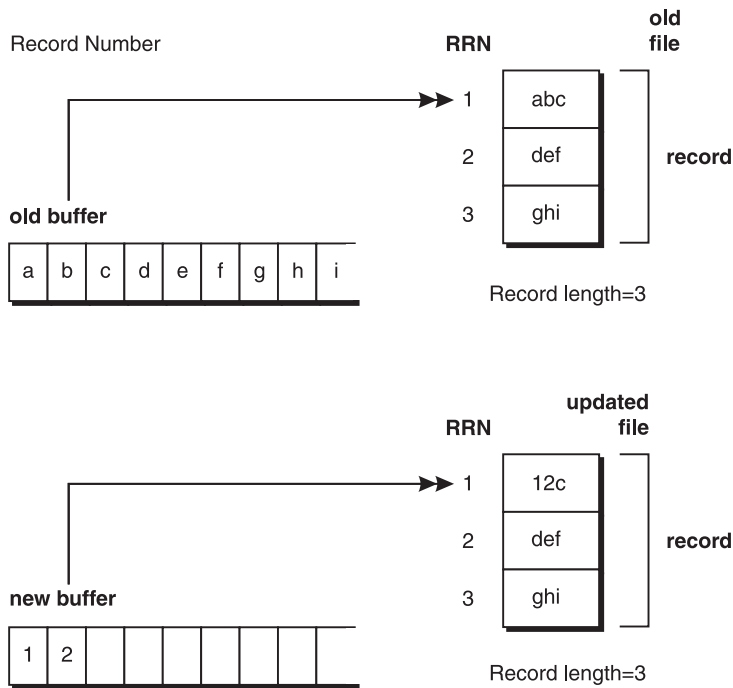 old
file
Record Number
RRN
1
abc
2
def
record
3
ghi
old buffer
a b c d e f g h i
Record length=3
updated
file
RRN
1
12c
2
def
record
3
ghi
new buffer
1 2
Record length=3